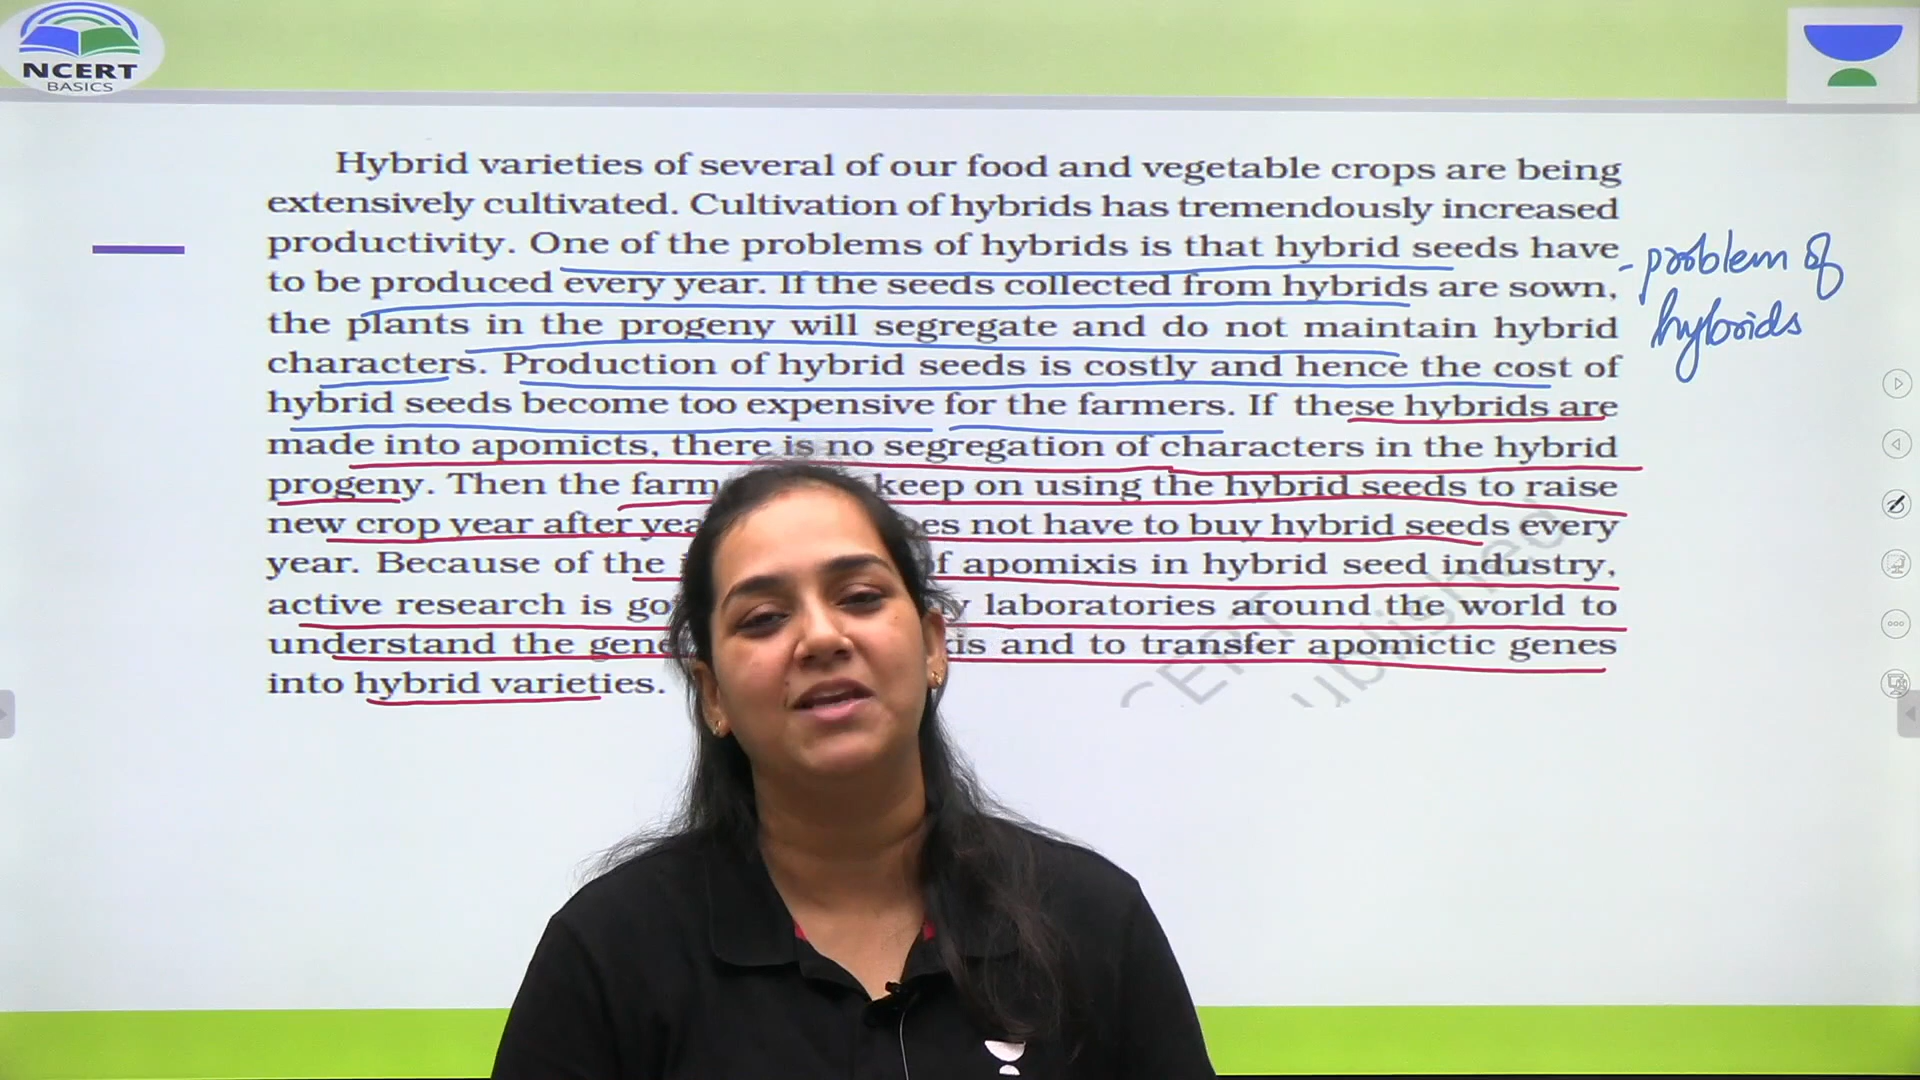 NCERT
BASICS
Hybrid varieties of several of our food and vegetable crops are being
extensively cultivated. Cultivation of hybrids has tremendously increased
productivity. One of the problems of hybrids is that hybrid seeds have
to be produced every year. If the seeds collected from hybrids are sown,
the plants in the progeny will segregate and do not maintain hybrid
characters. Production of hybrid seeds is costly and hence the cost of
hybrid seeds become too expensive for the farmers. If these hybrids are
made into apomicts, there is no segregation of characters in the hybrid
progeny. Then the keep on using the hybrid seeds to raise
new crop year after not have to buy hybrid seeds every
year. Because of the apomixis in hybrid seed industry,
active research is laboratories around the world to
understand the and to transfer apomictic genes
into hybrid varieties.
- problem of
hybrids